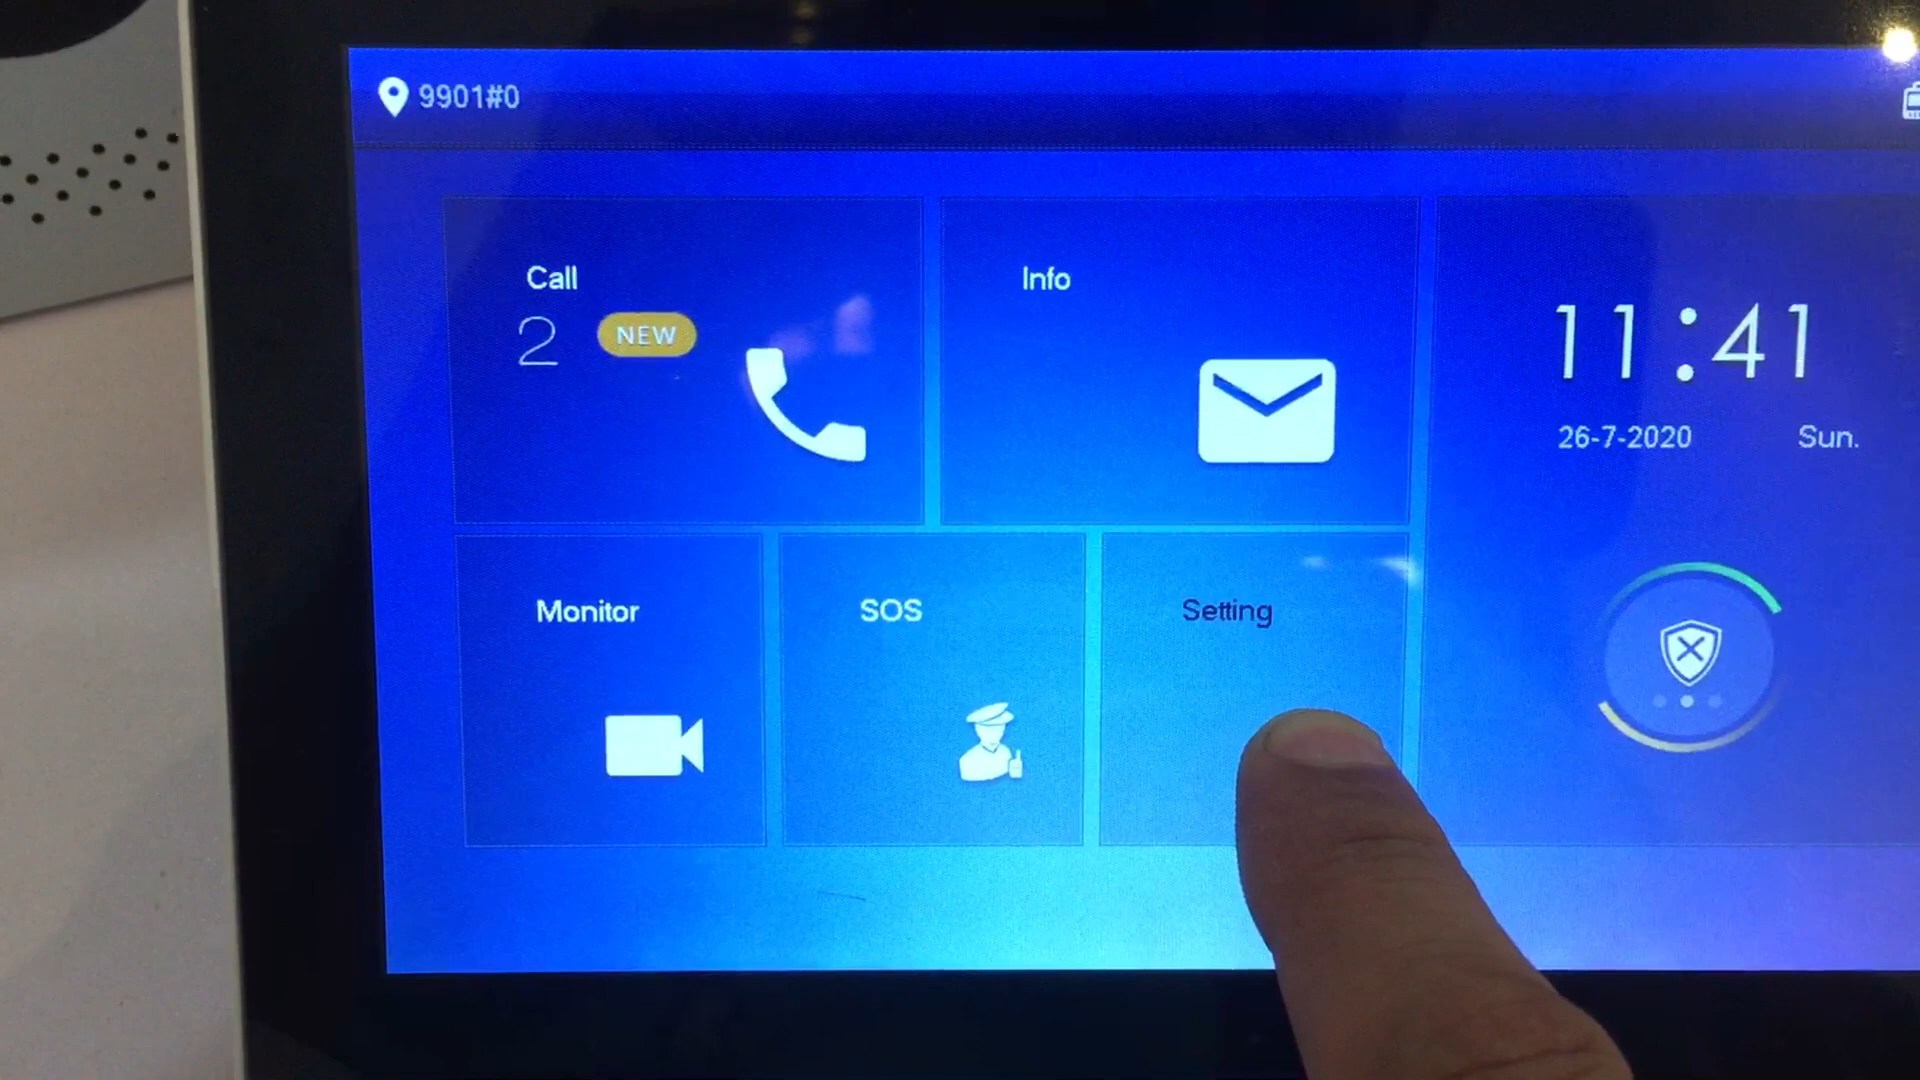 9901#0
Call
2 NEW
Info
11:41
26-7-2020 Sun.
Monitor
SOS
Setting